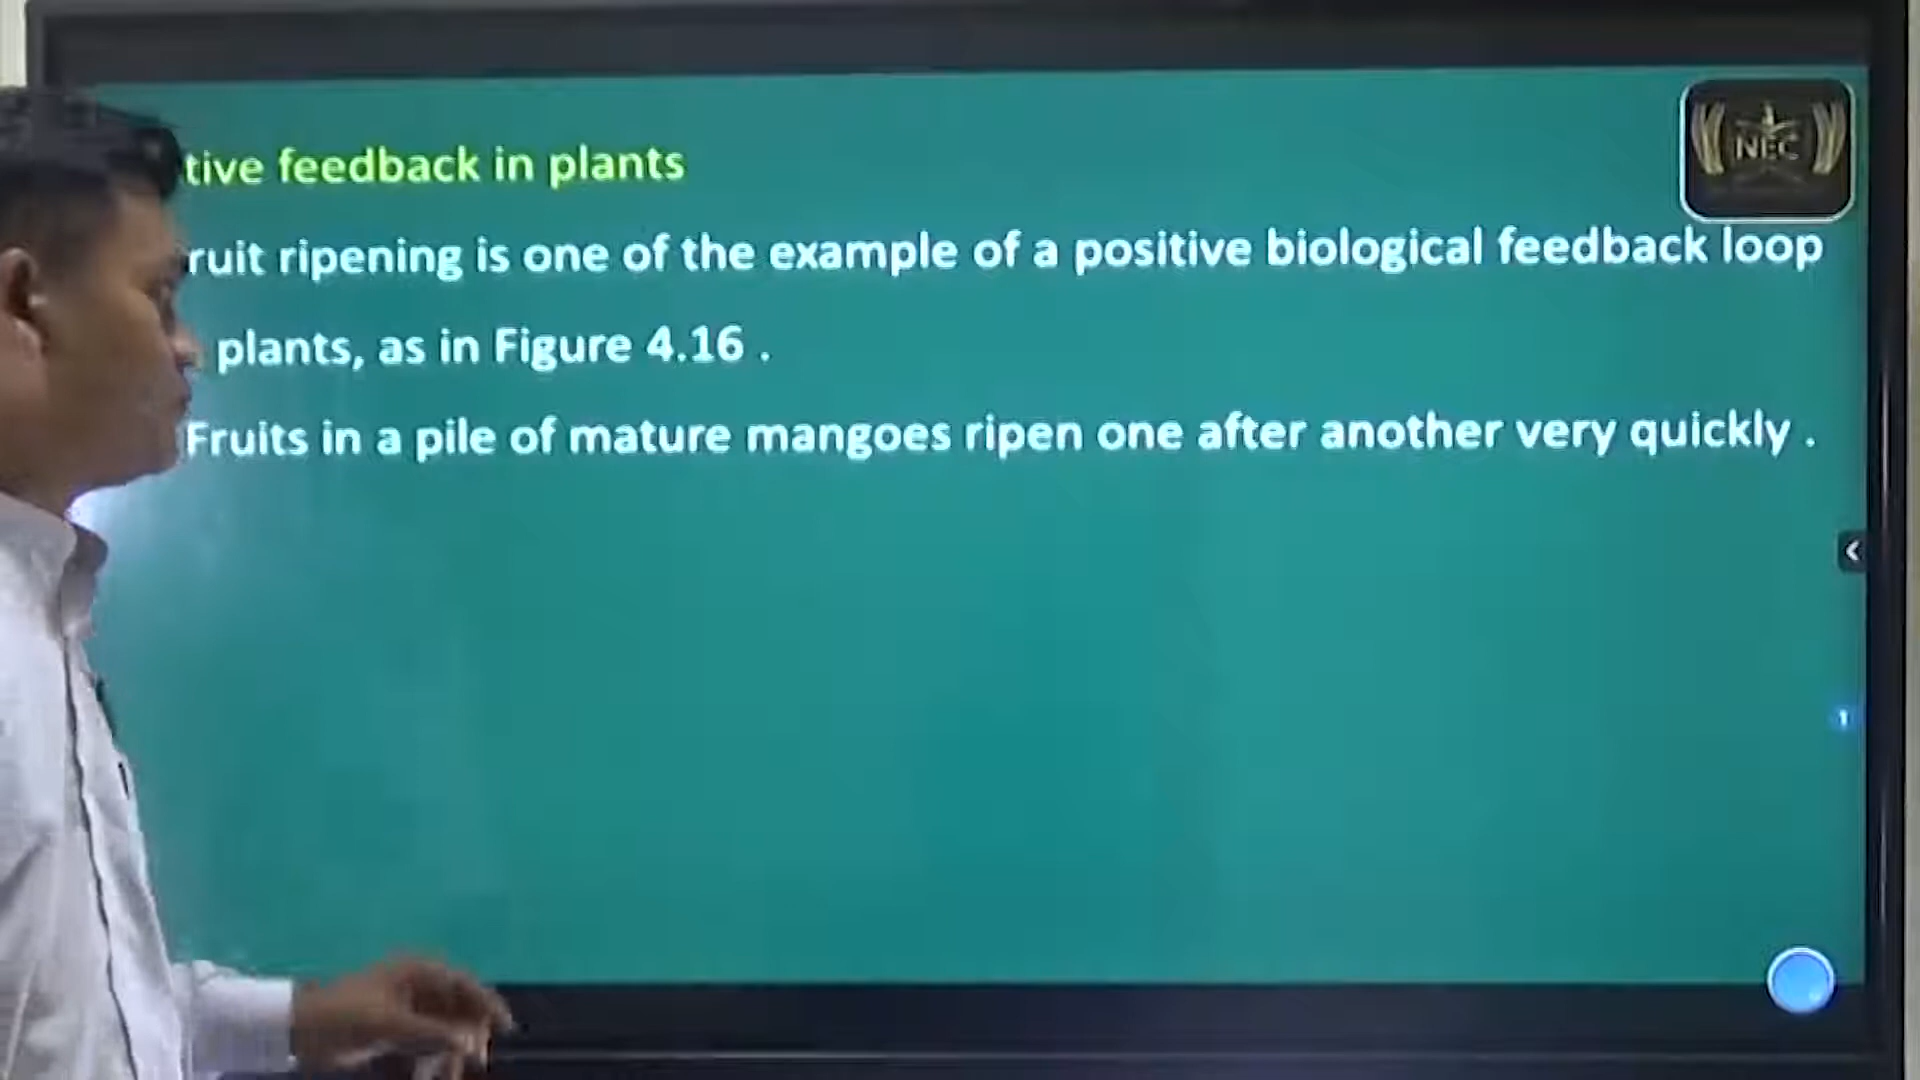 tive feedback in plants
NEC
ruit ripening is one of the example of a positive biological feedback loop
plants, as in Figure 4.16 .
Fruits in a pile of mature mangoes ripen one after another very quickly .
1